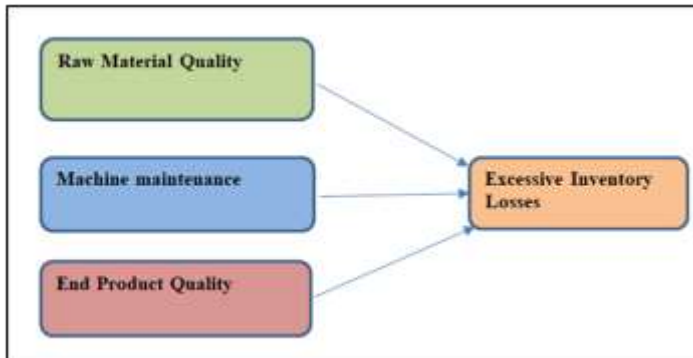 Raw Material Quality
Machine maintenance
Excessive Inventory
Losses
End Product Quality